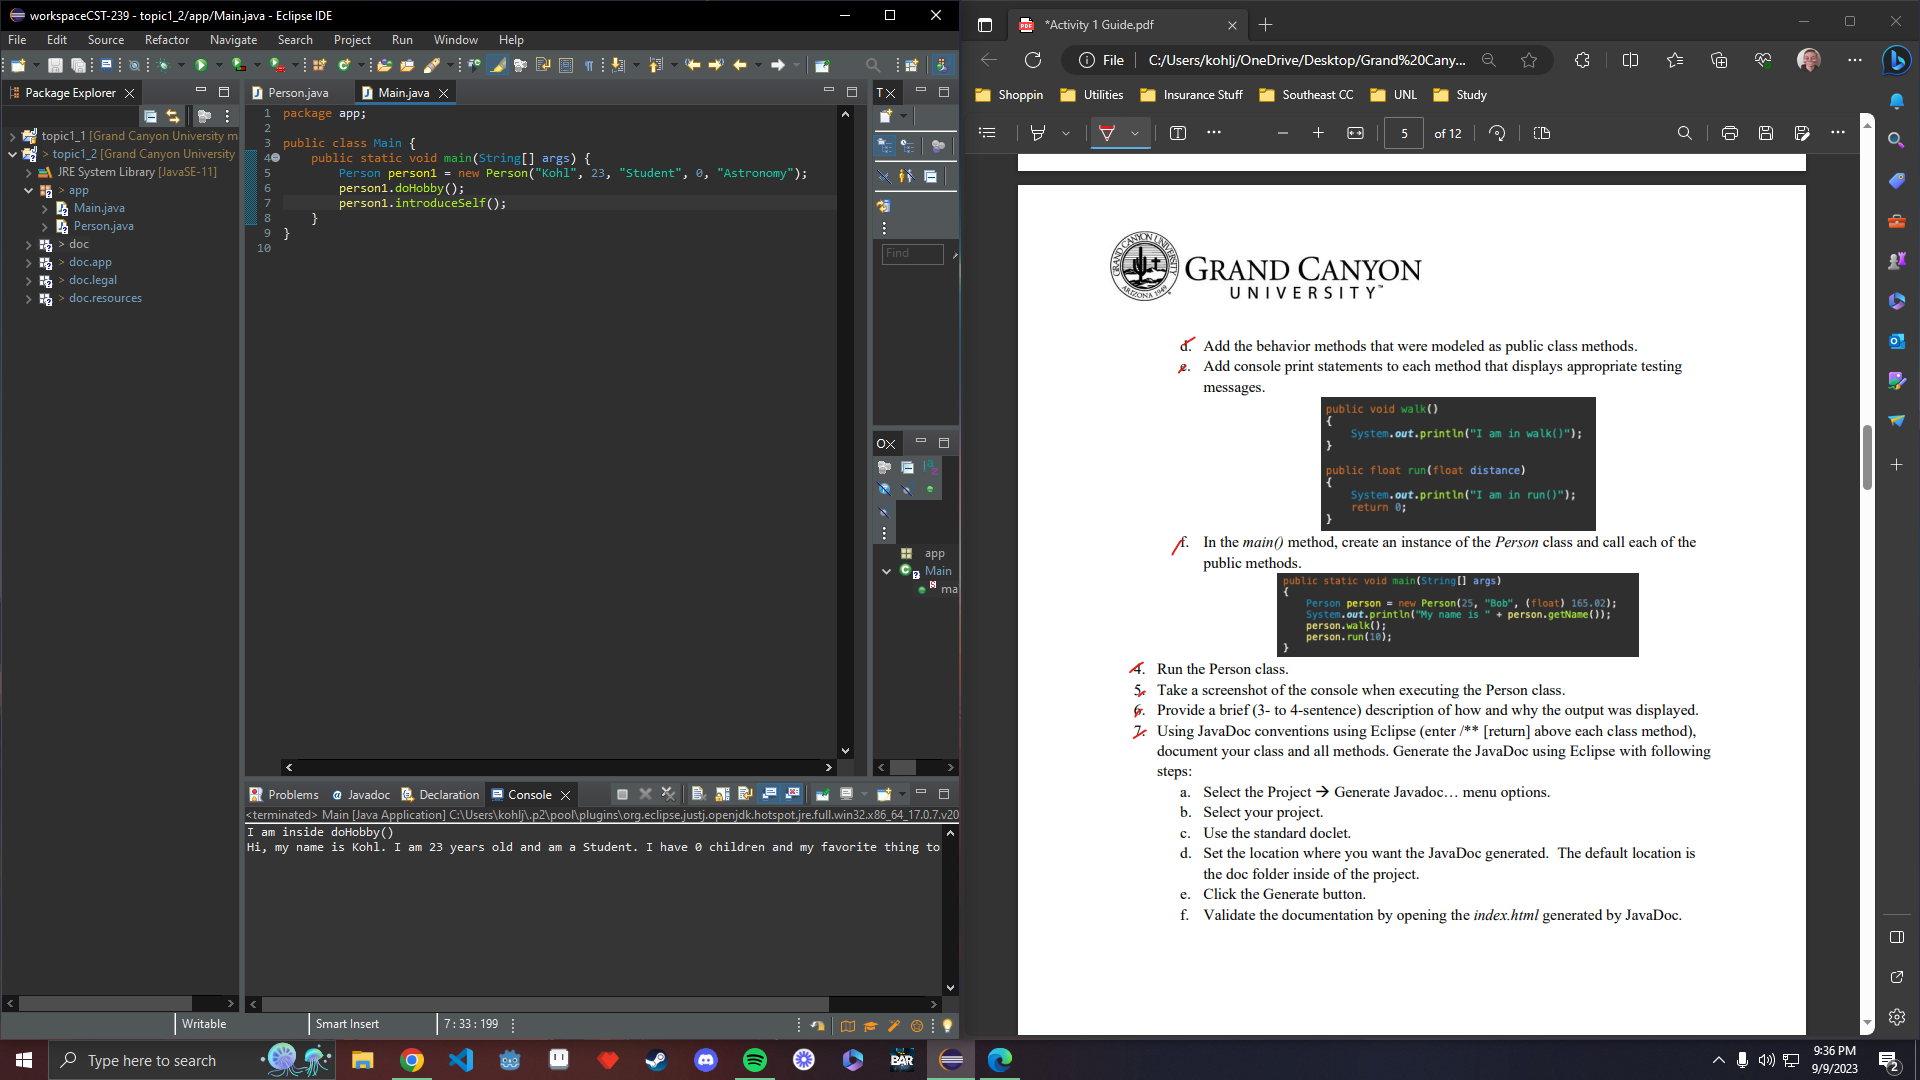 workspaceCST-239 - topic1_2/app/Main.java - Eclipse IDE
File Edit Source Refactor Navigate Search Project Run Window Help
Package Explorer
topic1_1 [Grand Canyon University m
> topic1_2 [Grand Canyon University
JRE System Library [JavaSE-11]
> app
Main.java
Person.java
> doc
> doc.app
> doc.legal
> doc.resources
Person.java
Main.java
1 package app;
2
3 public class Main {
4 public static void main(String[] args) {
5 Person person1 = new Person("Kohl", 23, "Student", 0, "Astronomy");
6 person1.doHobby();
7 person1.introduceSelf();
8 }
9 }
10
T
Find
O
app
Main
ma
Problems Javadoc Declaration Console
<terminated> Main [Java Application] C:\Users\kohlj\.p2\pool\plugins\org.eclipse.justj.openjdk.hotspot.jre.full.win32.x86_64_17.0.7.v20
I am inside doHobby()
Hi, my name is Kohl. I am 23 years old and am a Student. I have 0 children and my favorite thing to
Writable Smart Insert 7 : 33 : 199
*Activity 1 Guide.pdf
File C:/Users/kohlj/OneDrive/Desktop/Grand%20Cany...
Shoppin Utilities Insurance Stuff Southeast CC UNL Study
5 of 12
GRAND CANYON
UNIVERSITY™
GRAND CANYON UNIVERSITY
ARIZONA 1949
d. Add the behavior methods that were modeled as public class methods.
e. Add console print statements to each method that displays appropriate testing
messages.
public void walk()
{
System.out.println("I am in walk()");
}
public float run(float distance)
{
System.out.println("I am in run()");
return 0;
}
f. In the main() method, create an instance of the Person class and call each of the
public methods.
public static void main(String[] args)
{
Person person = new Person(25, "Bob", (float) 165.02);
System.out.println("My name is " + person.getName());
person.walk();
person.run(10);
}
4. Run the Person class.
5. Take a screenshot of the console when executing the Person class.
6. Provide a brief (3- to 4-sentence) description of how and why the output was displayed.
7. Using JavaDoc conventions using Eclipse (enter /** [return] above each class method),
document your class and all methods. Generate the JavaDoc using Eclipse with following
steps:
a. Select the Project → Generate Javadoc… menu options.
b. Select your project.
c. Use the standard doclet.
d. Set the location where you want the JavaDoc generated. The default location is
the doc folder inside of the project.
e. Click the Generate button.
f. Validate the documentation by opening the index.html generated by JavaDoc.
Type here to search
BAR
9:36 PM
9/9/2023
2